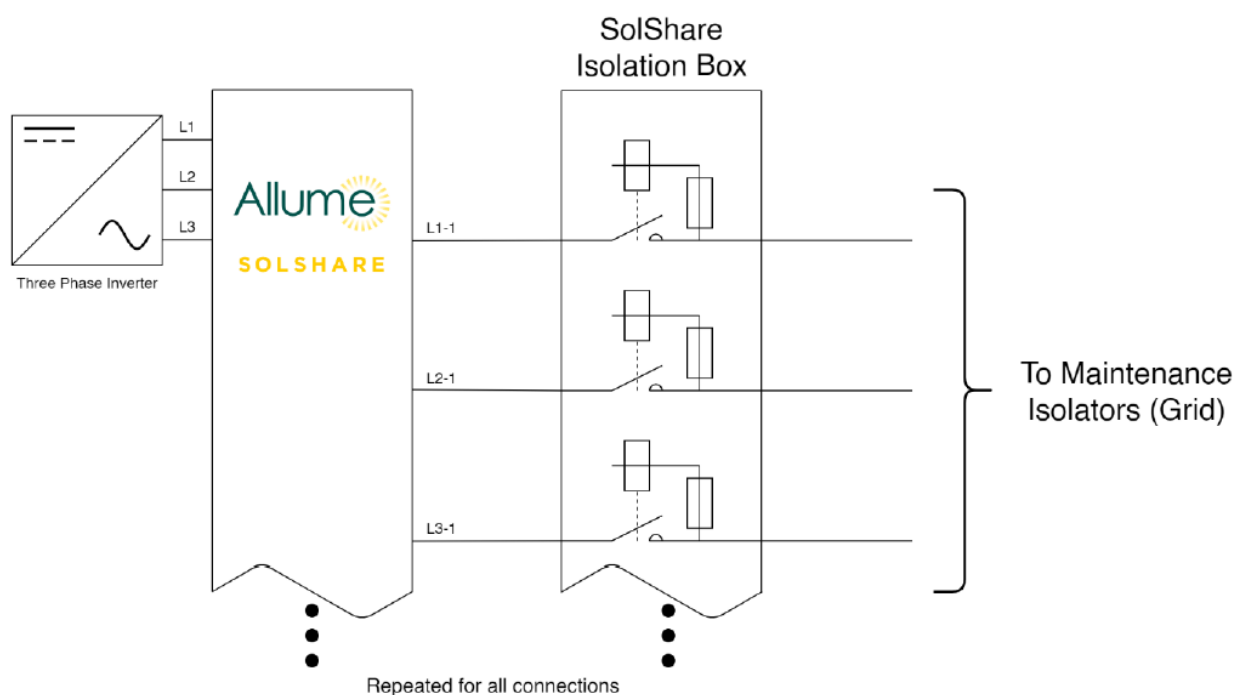 SolShare
Isolation Box
L1
L2
L3
Three Phase Inverter
Allume
SOLSHARE
L1-1
L2-1
L3-1
To Maintenance
Isolators (Grid)
Repeated for all connections